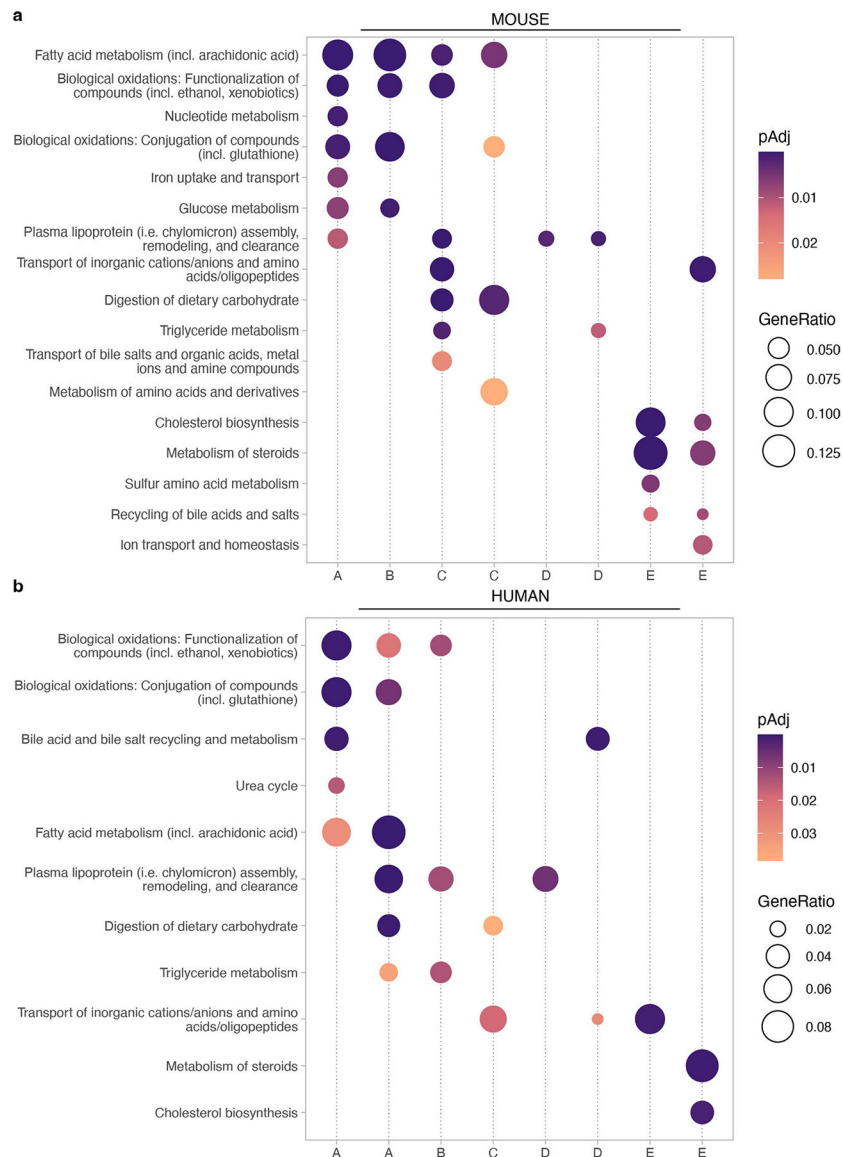 a
MOUSE
Fatty acid metabolism (incl. arachidonic acid)
Biological oxidations: Functionalization of
compounds (incl. ethanol, xenobiotics)
Nucleotide metabolism
Biological oxidations: Conjugation of compounds
(incl. glutathione)
Iron uptake and transport
Glucose metabolism
Plasma lipoprotein (i.e. chylomicron) assembly,
remodeling, and clearance
Transport of inorganic cations/anions and amino
acids/oligopeptides
Digestion of dietary carbohydrate
Triglyceride metabolism
Transport of bile salts and organic acids, metal
ions and amine compounds
Metabolism of amino acids and derivatives
Cholesterol biosynthesis
Metabolism of steroids
Sulfur amino acid metabolism
Recycling of bile acids and salts
Ion transport and homeostasis
A B C C D D E E
pAdj
0.01
0.02
GeneRatio
0.050
0.075
0.100
0.125
b
HUMAN
Biological oxidations: Functionalization of
compounds (incl. ethanol, xenobiotics)
Biological oxidations: Conjugation of compounds
(incl. glutathione)
Bile acid and bile salt recycling and metabolism
Urea cycle
Fatty acid metabolism (incl. arachidonic acid)
Plasma lipoprotein (i.e. chylomicron) assembly,
remodeling, and clearance
Digestion of dietary carbohydrate
Triglyceride metabolism
Transport of inorganic cations/anions and amino
acids/oligopeptides
Metabolism of steroids
Cholesterol biosynthesis
A A B C D D E E
pAdj
0.01
0.02
0.03
GeneRatio
0.02
0.04
0.06
0.08